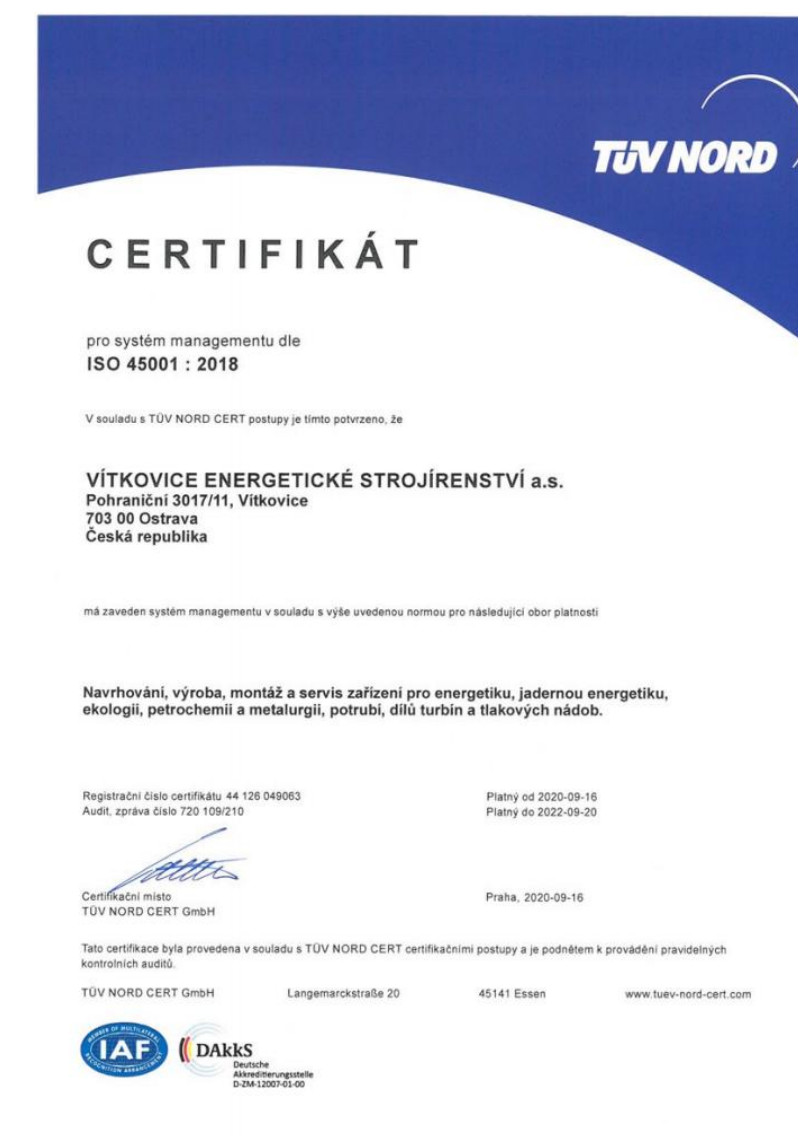 TÜV NORD
CERTIFIKÁT
pro systém managementu dle
ISO 45001 : 2018
V souladu s TÜV NORD CERT postupy je tímto potvrzeno, že
VÍTKOVICE ENERGETICKÉ STROJÍRENSTVÍ a.s.
Pohraniční 3017/11, Vítkovice
703 00 Ostrava
Česká republika
má zaveden systém managementu v souladu s výše uvedenou normou pro následující obor platnosti
Navrhování, výroba, montáž a servis zařízení pro energetiku, jadernou energetiku,
ekologii, petrochemii a metalurgii, potrubí, dílů turbín a tlakových nádob.
Registrační číslo certifikátu 44 126 049063
Audit. zpráva číslo 720 109/210
Platný od 2020-09-16
Platný do 2022-09-20
Certifikační místo
TÜV NORD CERT GmbH
Praha, 2020-09-16
Tato certifikace byla provedena v souladu s TÜV NORD CERT certifikačními postupy a je podnětem k provádění pravidelných
kontrolních auditů.
TÜV NORD CERT GmbH Langemarckstraße 20 45141 Essen www.tuev-nord-cert.com
MEMBER OF MULTILATERAL
IAF
RECOGNITION ARRANGEMENT
DAkkS
Deutsche
Akkreditierungsstelle
D-ZM-12007-01-00